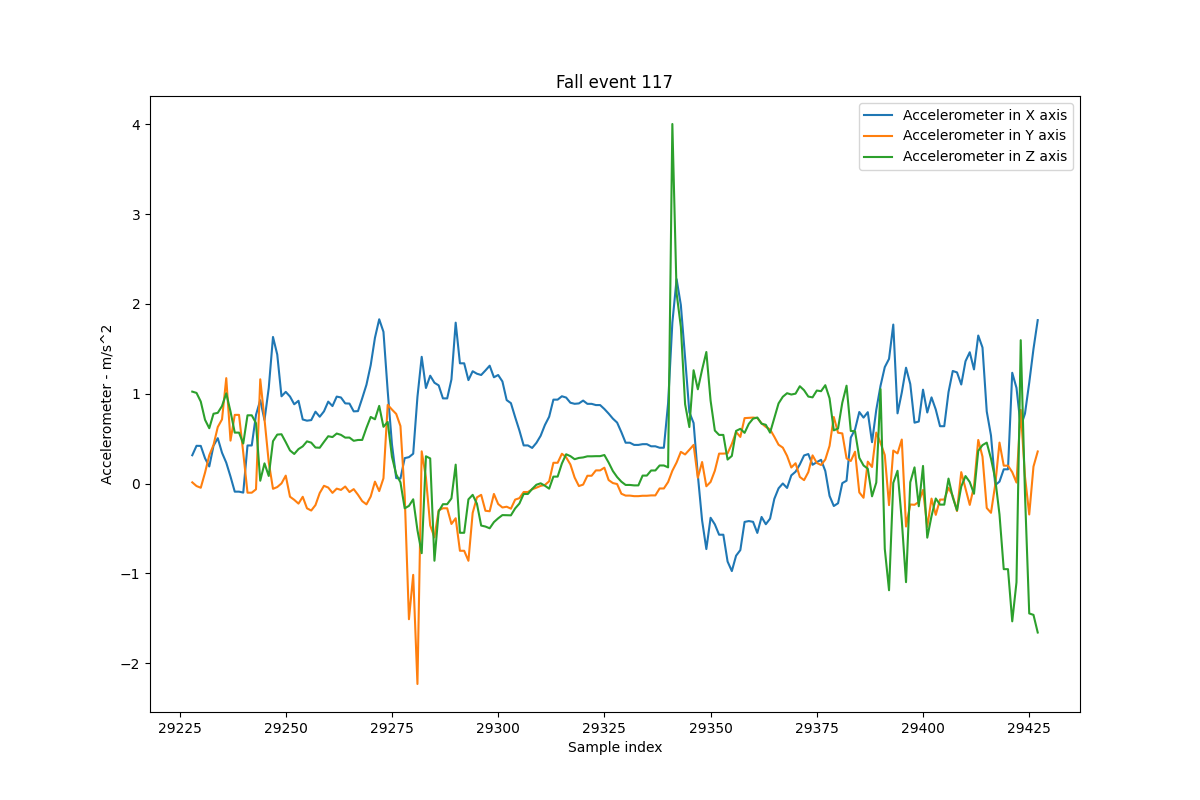 Fall event 117
Accelerometer in X axis
Accelerometer in Y axis
Accelerometer in Z axis
Accelerometer - m/s^2
4
3
2
1
0
−1
−2
29225 29250 29275 29300 29325 29350 29375 29400 29425
Sample index